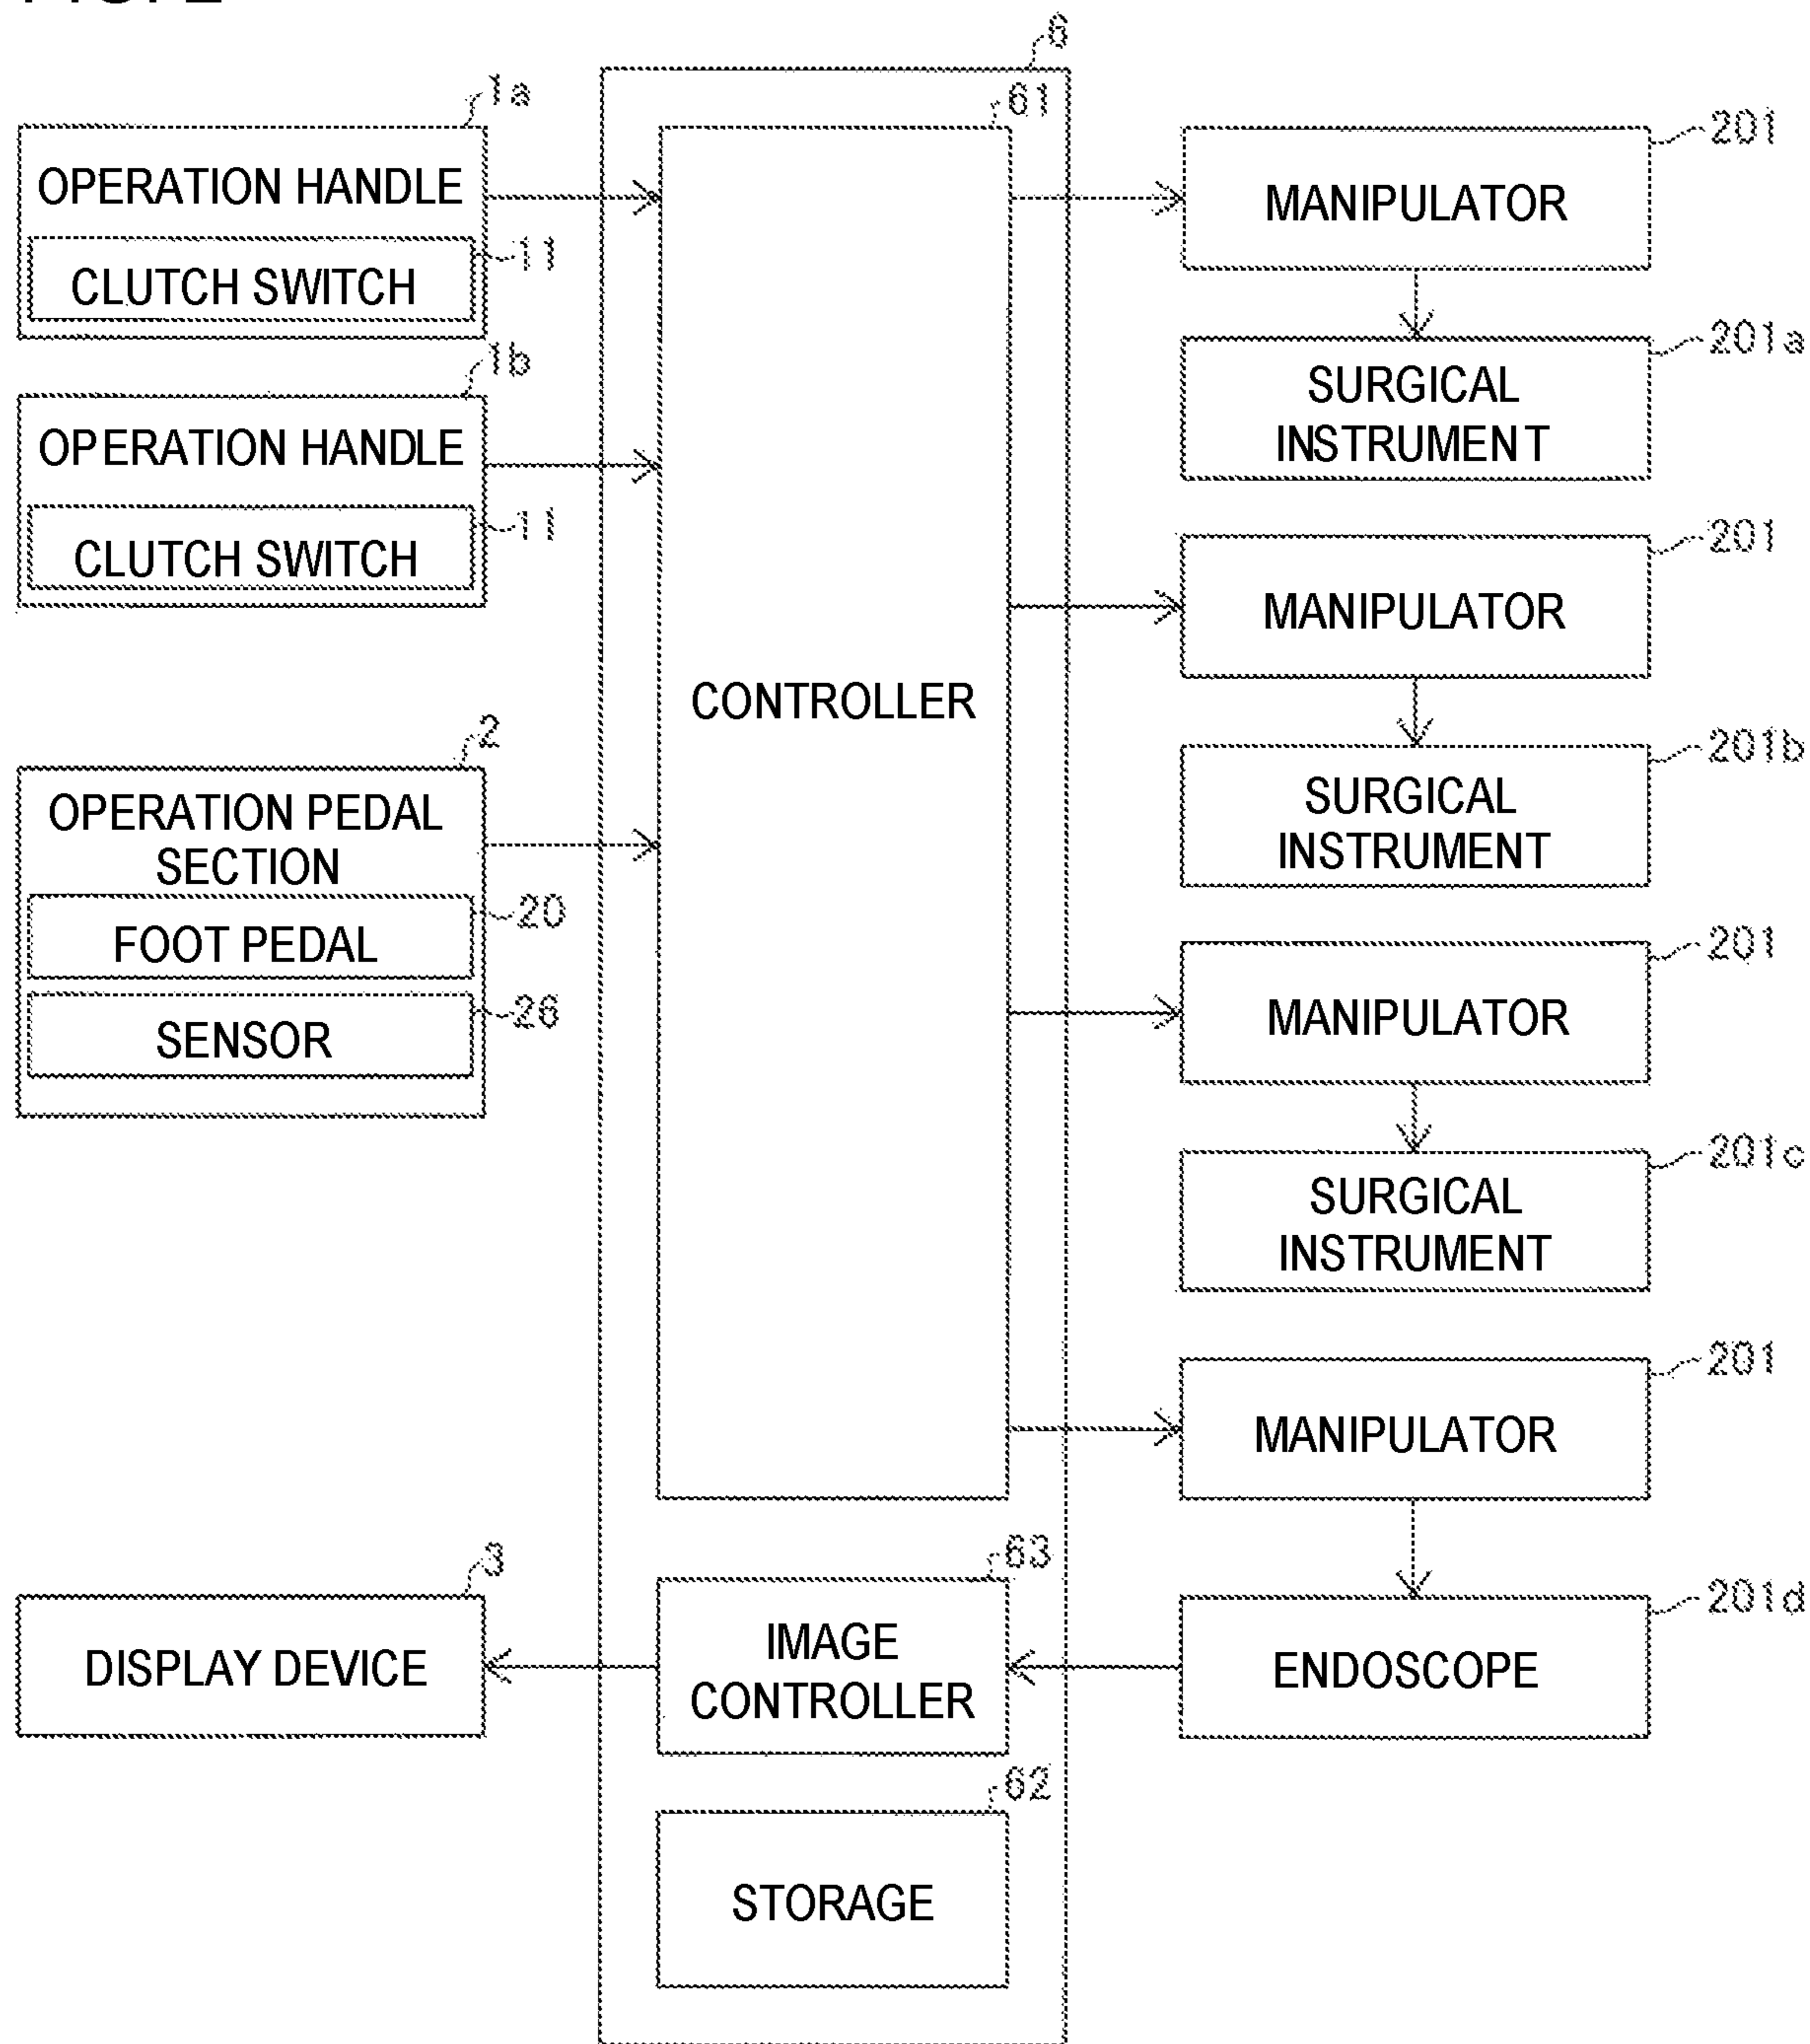 6
1a
OPERATION HANDLE
11
CLUTCH SWITCH
1b
OPERATION HANDLE
11
CLUTCH SWITCH
2
OPERATION PEDAL
SECTION
20
FOOT PEDAL
26
SENSOR
3
DISPLAY DEVICE
61
CONTROLLER
63
IMAGE
CONTROLLER
62
STORAGE
201
MANIPULATOR
201a
SURGICAL
INSTRUMENT
201
MANIPULATOR
201b
SURGICAL
INSTRUMENT
201
MANIPULATOR
201c
SURGICAL
INSTRUMENT
201
MANIPULATOR
201d
ENDOSCOPE